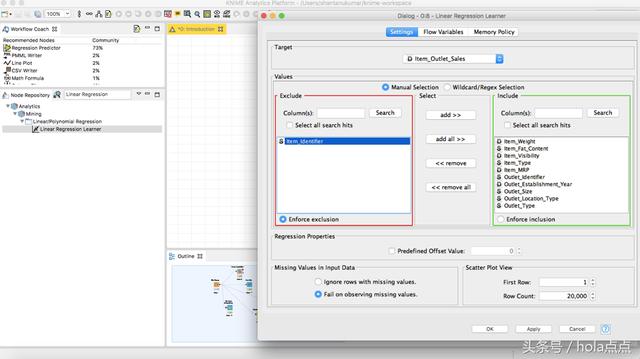 KNIME Analytics Platform
/Users/shantanukumar/knime-workspace
Workflow Coach
Recommended Nodes
Community
Regression Predictor
73%
PMML Writer
2%
Line Plot
2%
CSV Writer
2%
Math Formula
1%
*0: Introduction
Node Repository
Linear Regression
Analytics
Mining
Linear/Polynomial Regression
Linear Regression Learner
Outline
Dialog - 0:8 - Linear Regression Learner
Settings
Flow Variables
Memory Policy
Target
D Item_Outlet_Sales
Values
Manual Selection
Wildcard/Regex Selection
Exclude
Column(s):
Search
Select all search hits
S Item_Identifier
Enforce exclusion
Select
add >>
add all >>
<< remove
<< remove all
Include
Column(s):
Search
Select all search hits
D Item_Weight
S Item_Fat_Content
D Item_Visibility
S Item_Type
D Item_MRP
S Outlet_Identifier
Outlet_Establishment_Year
S Outlet_Size
S Outlet_Location_Type
S Outlet_Type
Enforce inclusion
Regression Properties
Predefined Offset Value:
0
Missing Values in Input Data
Ignore rows with missing values.
Fail on observing missing values.
Scatter Plot View
First Row:
1
Row Count:
20,000
OK
Apply
Cancel
?
头条号 / hola点点